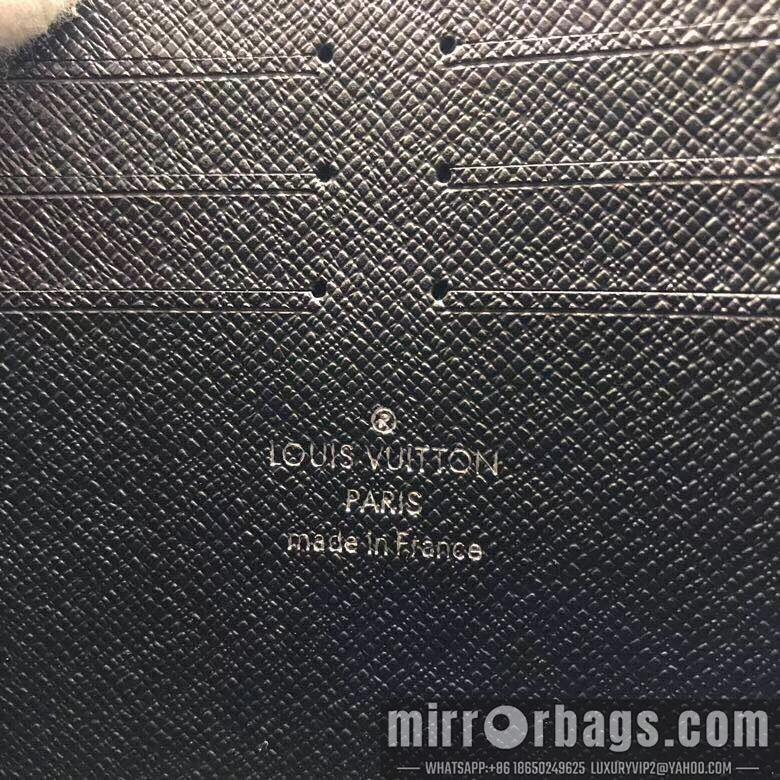 ®
LOUIS VUITTON
PARIS
made in France
mirrorbags.com
WHATSAPP:+86 18650249625 LUXURYVIP2@YAHOO.COM